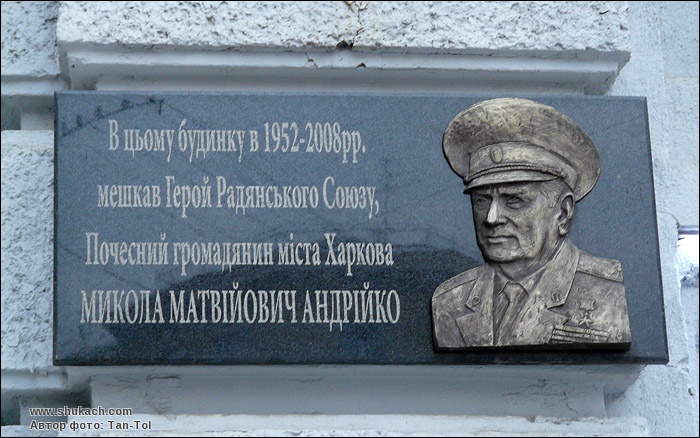 В цьому будинку в 1952-2008рр.
мешкав Герой Радянського Союзу,
Почесний громадянин міста Харкова
МИКОЛА МАТВІЙОВИЧ АНДРІЙКО
www.shukach.com
Автор фото: Tan-Tol